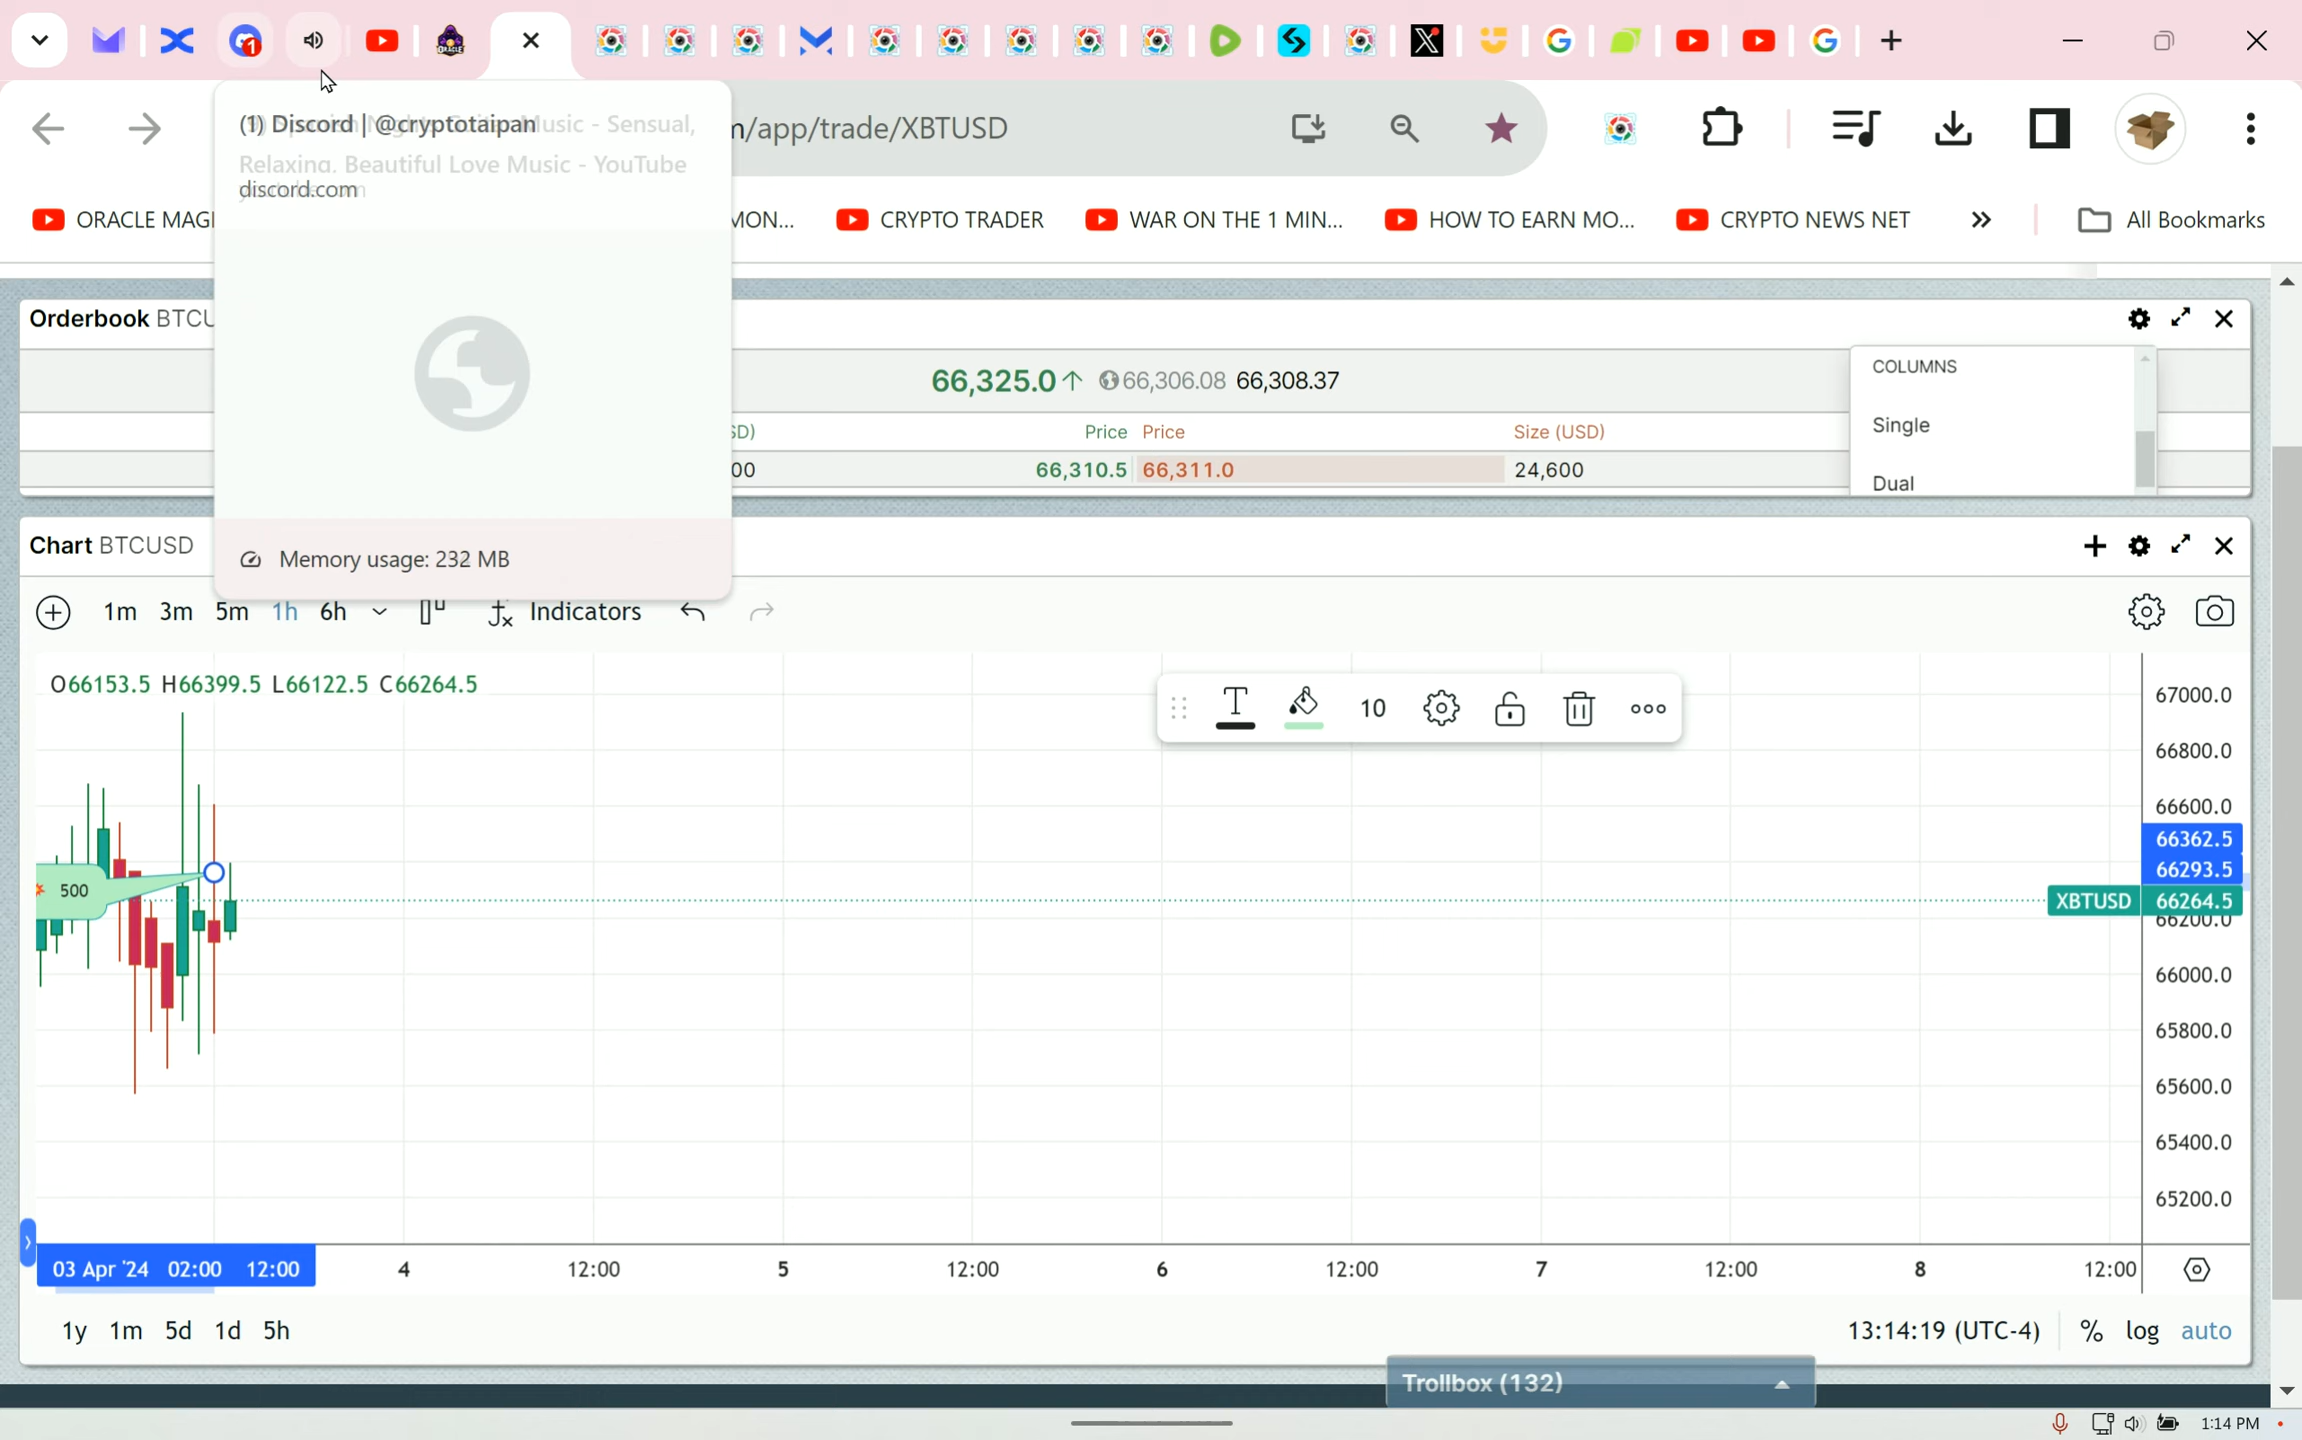 1
n/app/trade/XBTUSD
(1) Discord | @cryptotaipan
Music - Sensual,
Relaxing. Beautiful Love Music - YouTube
discord.com
ORACLE MAGI
MON...
CRYPTO TRADER
WAR ON THE 1 MIN...
HOW TO EARN MO...
CRYPTO NEWS NET
All Bookmarks
Orderbook BTCU
66,325.0↑ 66,306.08 66,308.37
COLUMNS
Single
Dual
SD) Price Price Size (USD)
00 66,310.5 66,311.0 24,600
Memory usage: 232 MB
Chart BTCUSD
1m 3m 5m 1h 6h Indicators
O66153.5 H66399.5 L66122.5 C66264.5
T 10
500
67000.0
66800.0
66600.0
66362.5
66293.5
XBTUSD 66264.5
66200.0
66000.0
65800.0
65600.0
65400.0
65200.0
03 Apr '24 02:00 12:00 4 12:00 5 12:00 6 12:00 7 12:00 8 12:00
1y 1m 5d 1d 5h
13:14:19 (UTC-4) % log auto
Trollbox (132)
1:14 PM